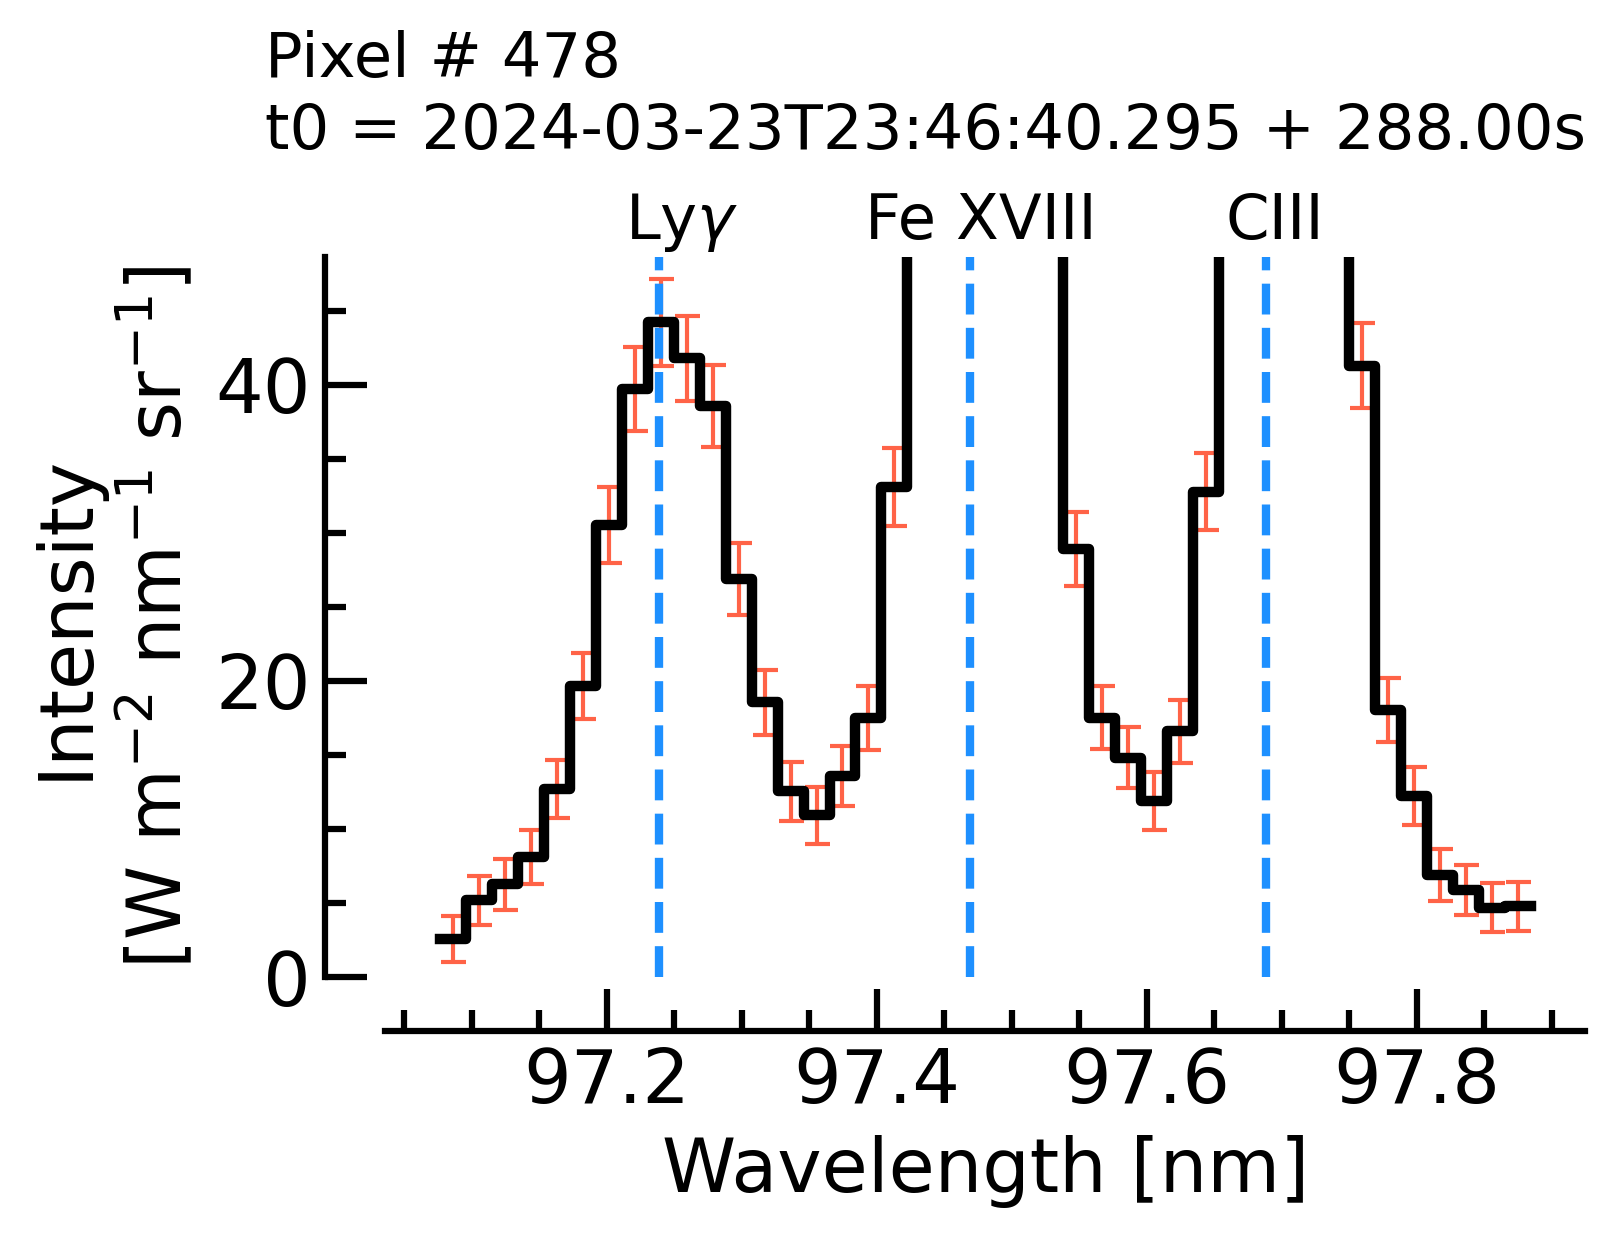 Pixel # 478
t0 = 2024-03-23T23:46:40.295 + 288.00s
Lyγ Fe XVIII CIII
Intensity
[W m⁻² nm⁻¹ sr⁻¹]
40
20
0
97.2 97.4 97.6 97.8
Wavelength [nm]